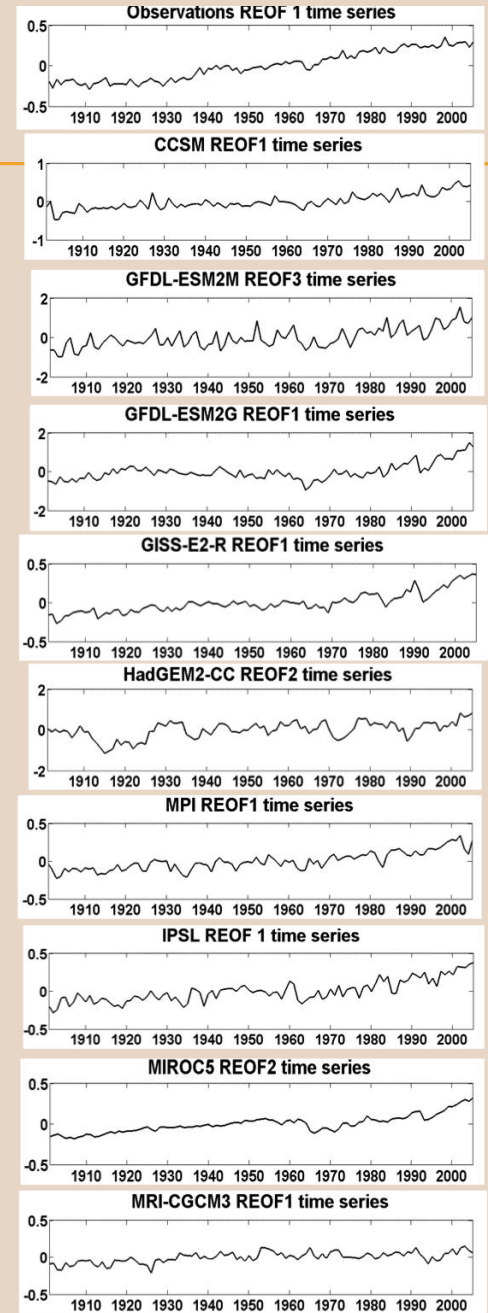 Observations REOF 1 time series
0.5
0
-0.5
1910 1920 1930 1940 1950 1960 1970 1980 1990 2000
CCSM REOF1 time series
1
0
-1
1910 1920 1930 1940 1950 1960 1970 1980 1990 2000
GFDL-ESM2M REOF3 time series
2
0
-2
1910 1920 1930 1940 1950 1960 1970 1980 1990 2000
GFDL-ESM2G REOF1 time series
2
0
-2
1910 1920 1930 1940 1950 1960 1970 1980 1990 2000
GISS-E2-R REOF1 time series
0.5
0
-0.5
1910 1920 1930 1940 1950 1960 1970 1980 1990 2000
HadGEM2-CC REOF2 time series
2
0
-2
1910 1920 1930 1940 1950 1960 1970 1980 1990 2000
MPI REOF1 time series
0.5
0
-0.5
1910 1920 1930 1940 1950 1960 1970 1980 1990 2000
IPSL REOF 1 time series
0.5
0
-0.5
1910 1920 1930 1940 1950 1960 1970 1980 1990 2000
MIROC5 REOF2 time series
0.5
0
-0.5
1910 1920 1930 1940 1950 1960 1970 1980 1990 2000
MRI-CGCM3 REOF1 time series
0.5
0
-0.5
1910 1920 1930 1940 1950 1960 1970 1980 1990 2000